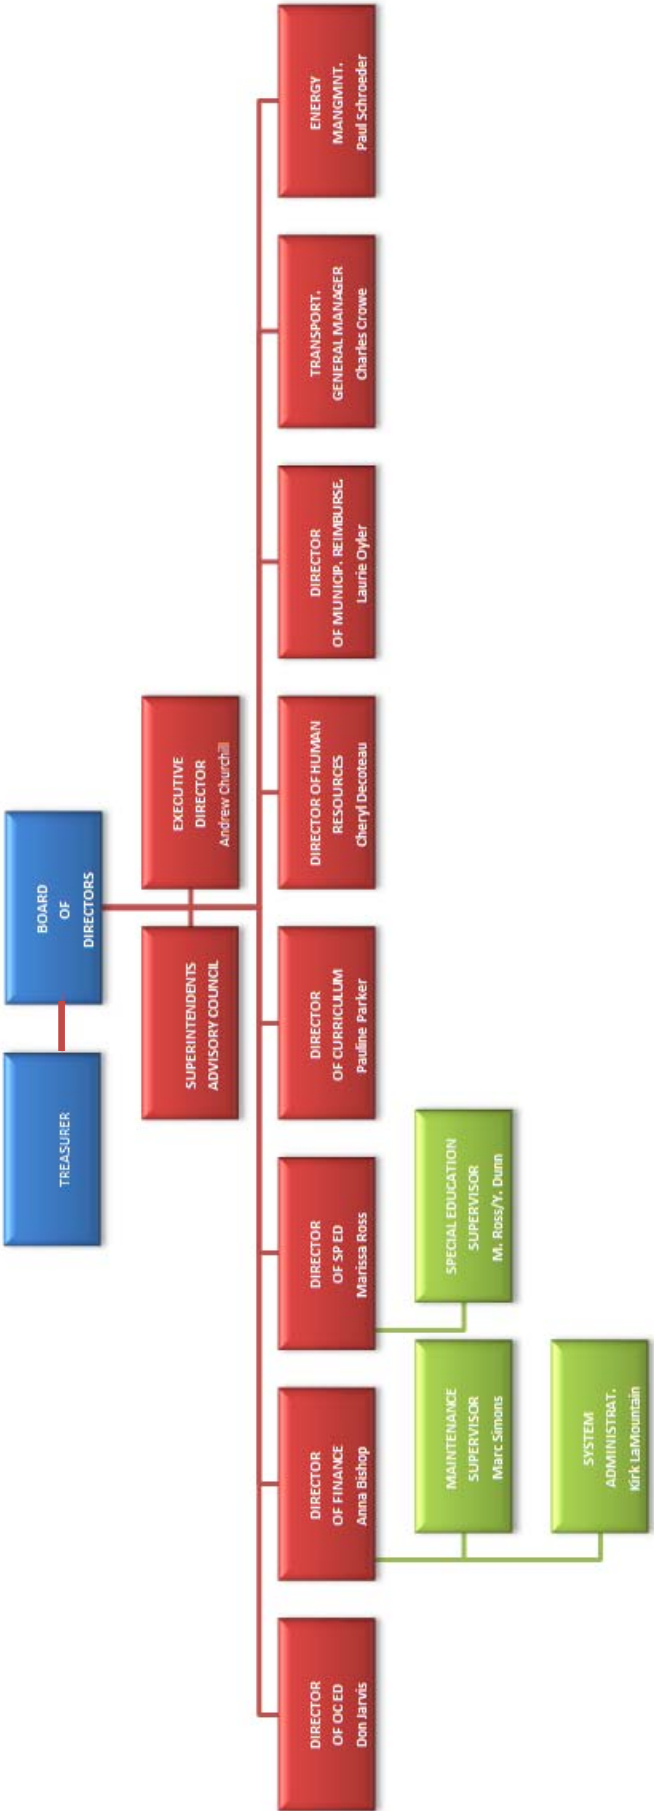 TREASURER
BOARD
OF
DIRECTORS
SUPERINTENDENTS
ADVISORY COUNCIL
EXECUTIVE
DIRECTOR
Andrew Churchill
DIRECTOR
OF OC ED
Don Jarvis
DIRECTOR
OF FINANCE
Anna Bishop
DIRECTOR
OF SP ED
Marissa Ross
DIRECTOR
OF CURRICULUM
Pauline Parker
DIRECTOR OF HUMAN
RESOURCES
Cheryl Decoteau
DIRECTOR
OF MUNICIP. REIMBURSE.
Laurie Oyler
TRANSPORT.
GENERAL MANAGER
Charles Crowe
ENERGY
MANGMNT.
Paul Schroeder
MAINTENANCE
SUPERVISOR
Marc Simons
SPECIAL EDUCATION
SUPERVISOR
M. Ross/Y. Dunn
SYSTEM
ADMINISTRAT.
Kirk LaMountain